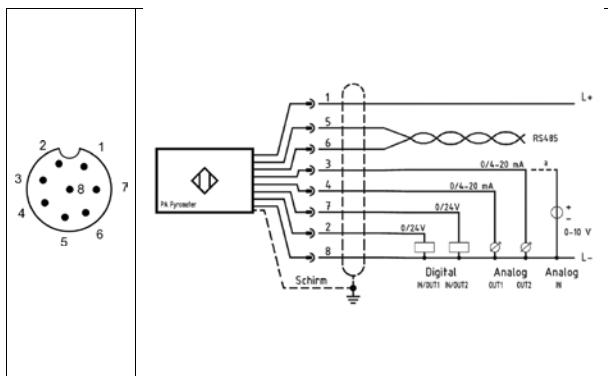 2 1
3 8 7
4
5 6
PA Pyrometer
1 L+
5
RS485
6
3 0/4-20 mA a
4 0/4-20 mA
7 0/24V
+
-
0-10 V
2 0/24V
8 L-
Schirm
Digital Analog Analog
IN/OUT1 IN/OUT2 OUT1 OUT2 IN